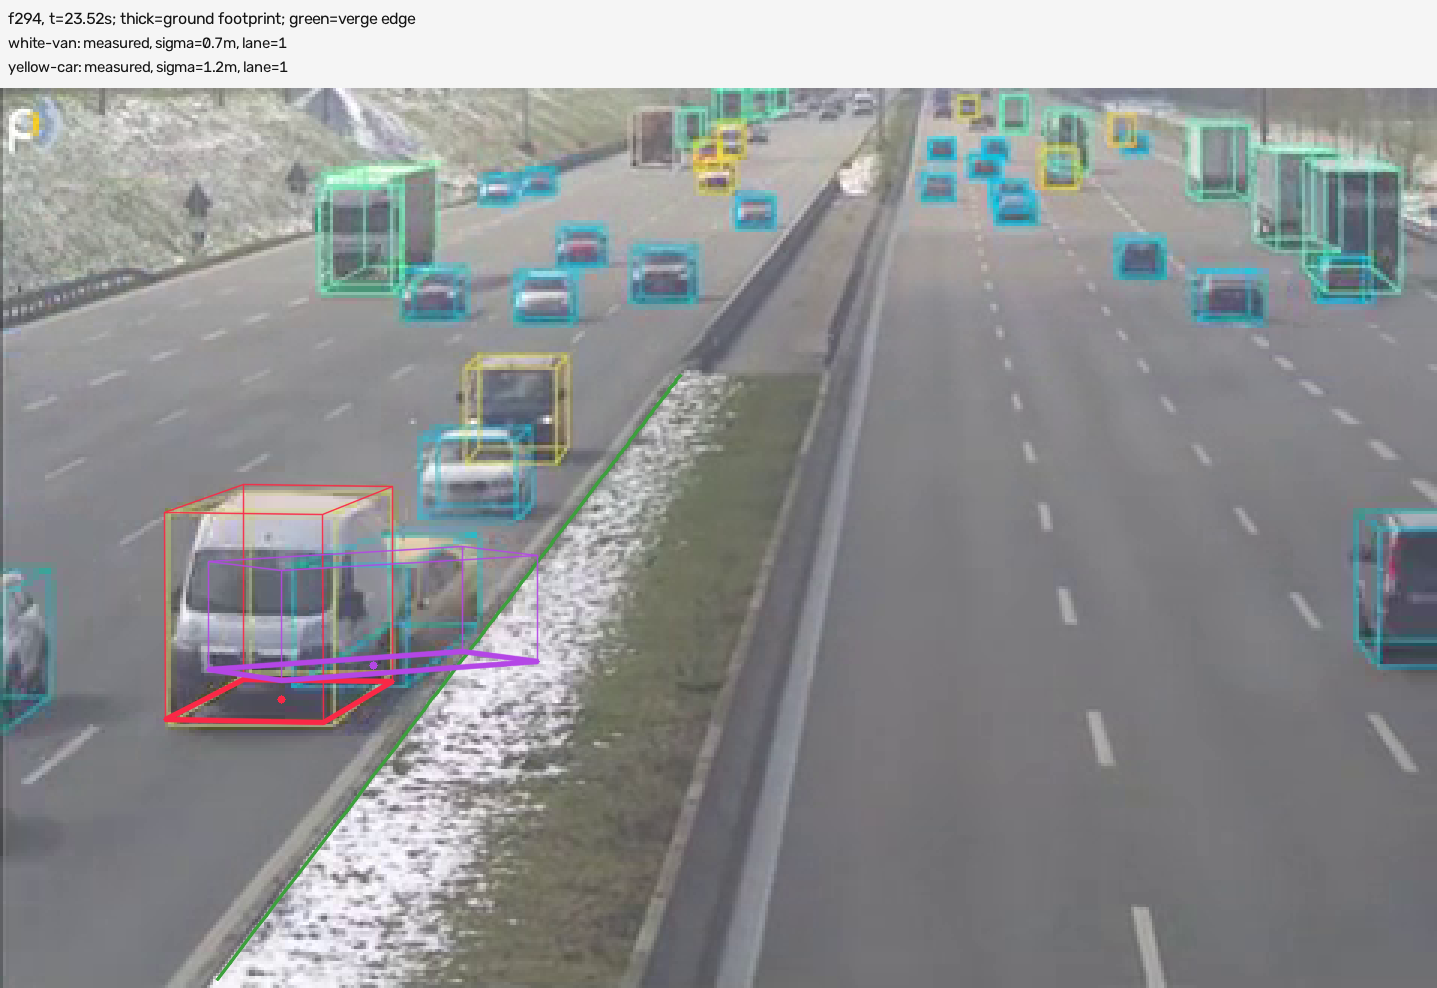 f294, t=23.52s; thick=ground footprint; green=verge edge
white-van: measured, sigma=0.7m, lane=1
yellow-car: measured, sigma=1.2m, lane=1